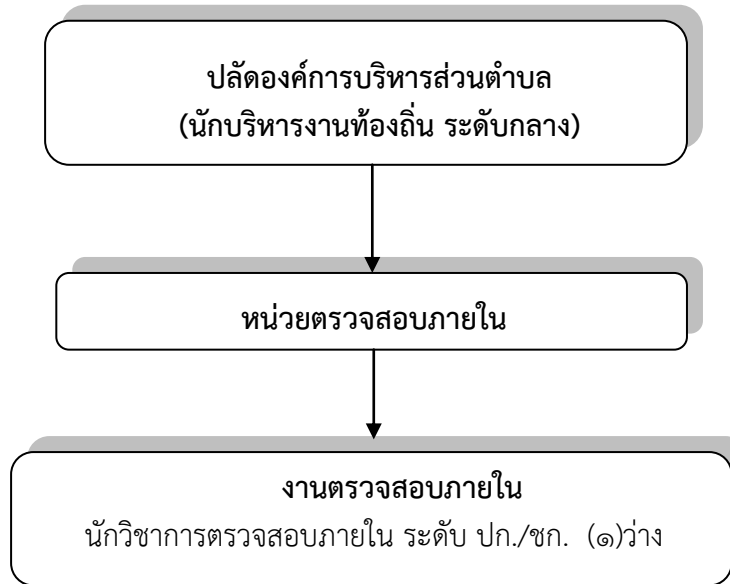 ปลัดองค์การบริหารส่วนตำบล
(นักบริหารงานท้องถิ่น ระดับกลาง)
หน่วยตรวจสอบภายใน
งานตรวจสอบภายใน
นักวิชาการตรวจสอบภายใน ระดับ ปก./ชก. (๑)ว่าง